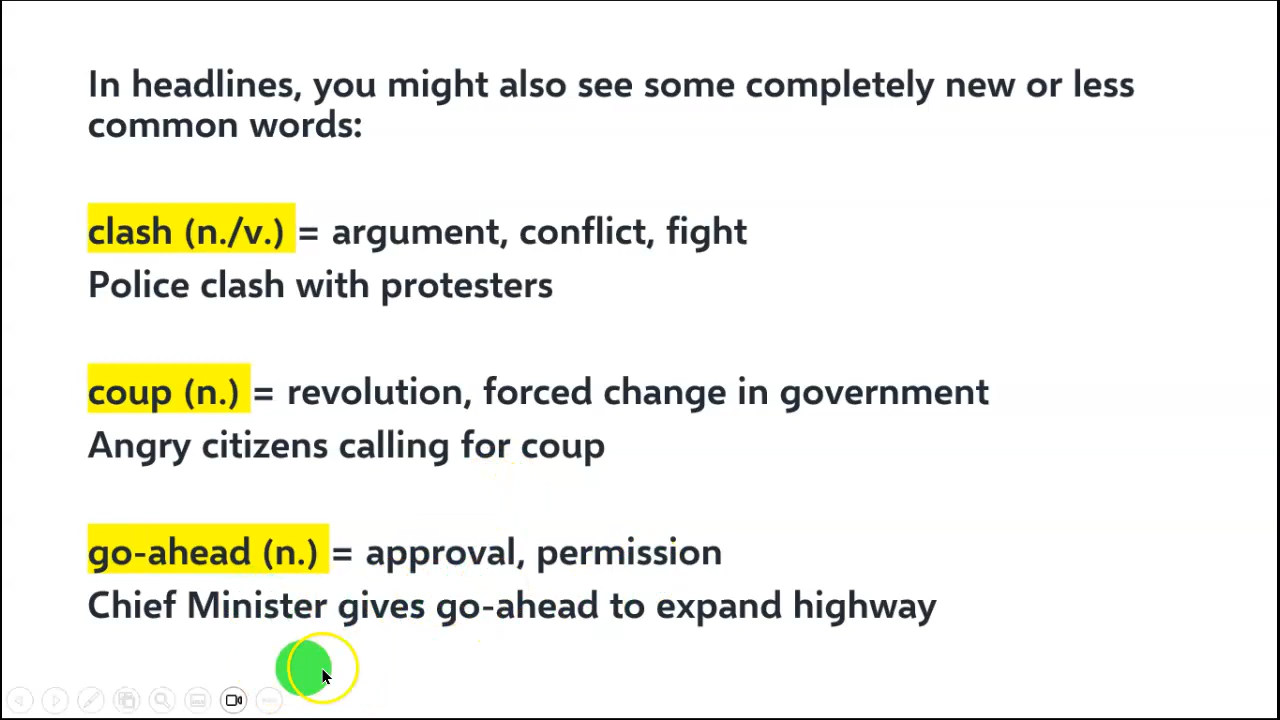 In headlines, you might also see some completely new or less
common words:
clash (n./v.) = argument, conflict, fight
Police clash with protesters
coup (n.) = revolution, forced change in government
Angry citizens calling for coup
go-ahead (n.) = approval, permission
Chief Minister gives go-ahead to expand highway